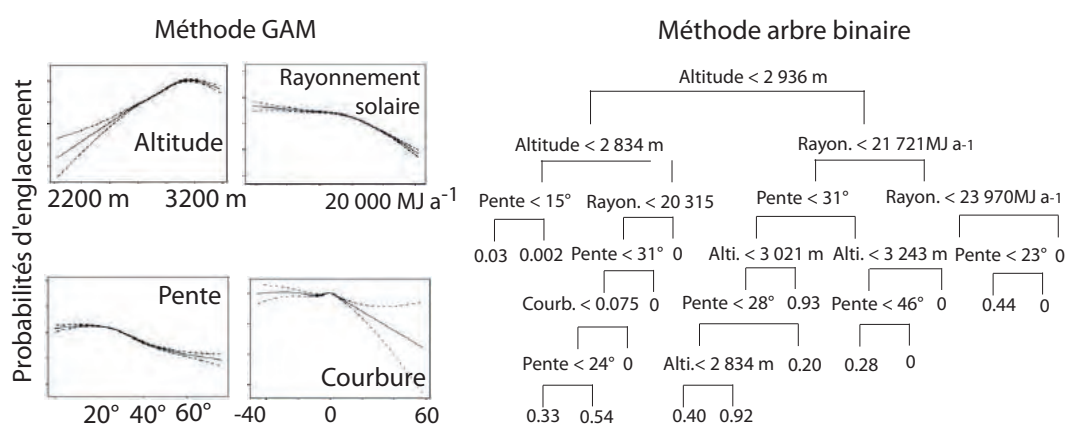 Méthode GAM
Méthode arbre binaire
Probabilités d'englacement
Altitude
2200 m 3200 m
Rayonnement
solaire
20 000 MJ a-1
Pente
20° 40° 60°
Courbure
-40 0 60
Altitude < 2 936 m
Altitude < 2 834 m Rayon. < 21 721MJ a-1
Pente < 15° Rayon. < 20 315 Pente < 31° Rayon. < 23 970MJ a-1
0.03 0.002 Pente < 31° 0 Alti. < 3 021 m Alti. < 3 243 m Pente < 23° 0
Courb. < 0.075 0 Pente < 28° 0.93 Pente < 46° 0 0.44 0
Pente < 24° 0 Alti.< 2 834 m 0.20 0.28 0
0.33 0.54 0.40 0.92